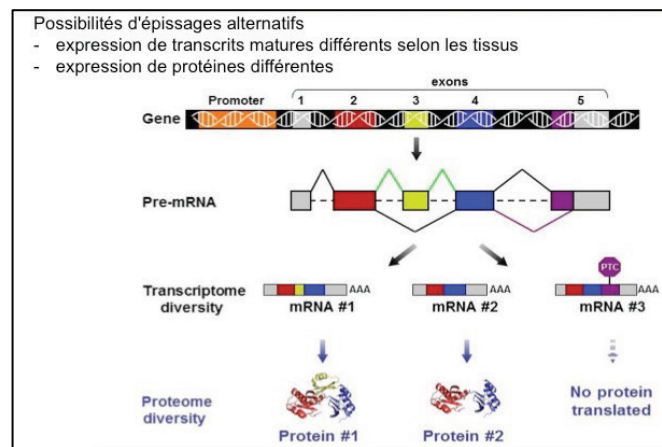 Possibilités d'épissages alternatifs
- expression de transcrits matures différents selon les tissus
- expression de protéines différentes
exons
Promoter 1 2 3 4 5
Gene
Pre-mRNA
PTC
AAA AAA AAA
Transcriptome diversity
mRNA #1 mRNA #2 mRNA #3
Proteome diversity
No protein translated
Protein #1 Protein #2